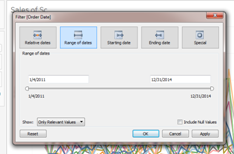 Sales of Sc
Filter [Order Date]
Relative dates Range of dates Starting date Ending date Special
Range of dates
1/4/2011 12/31/2014
1/4/2011 12/31/2014
Show: Only Relevant Values Include Null Values
Reset OK Cancel Apply